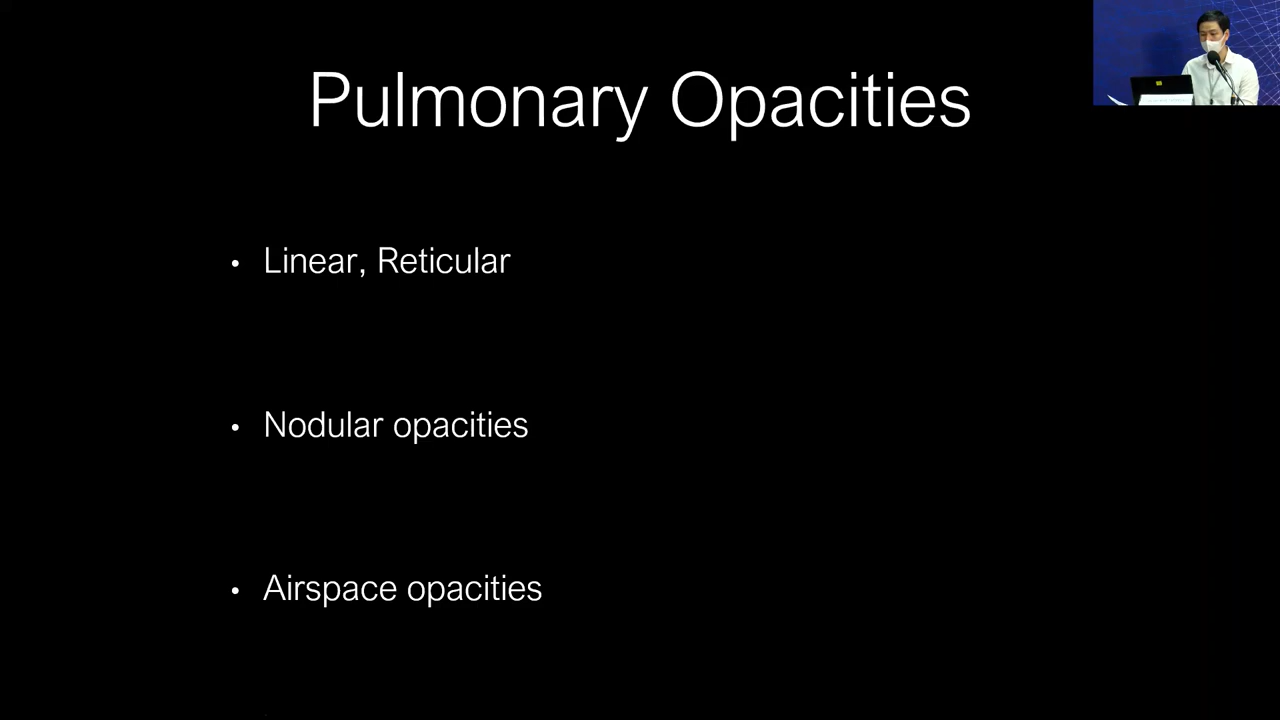 Pulmonary Opacities
• Linear, Reticular
• Nodular opacities
• Airspace opacities